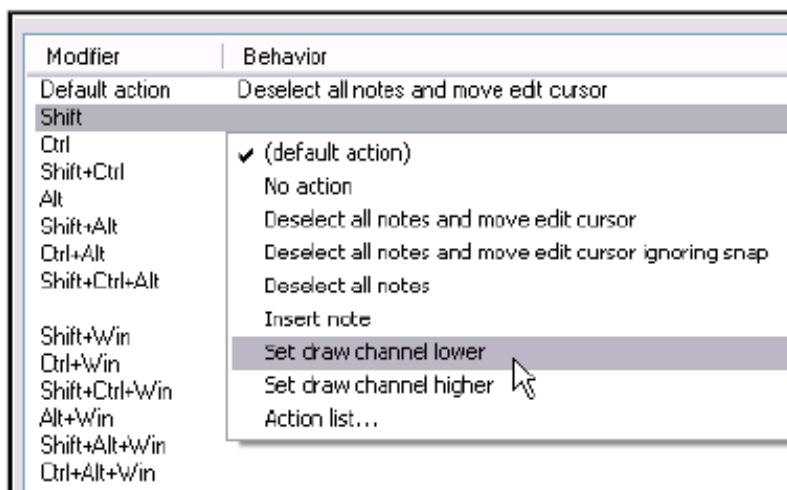 Modifier Behavior
Default action Deselect all notes and move edit cursor
Shift
Ctrl
Shift+Ctrl
Alt
Shift+Alt
Ctrl+Alt
Shift+Ctrl+Alt
Shift+Win
Ctrl+Win
Shift+Ctrl+Win
Alt+Win
Shift+Alt+Win
Ctrl+Alt+Win
(default action)
No action
Deselect all notes and move edit cursor
Deselect all notes and move edit cursor ignoring snap
Deselect all notes
Insert note
Set draw channel lower
Set draw channel higher
Action list...